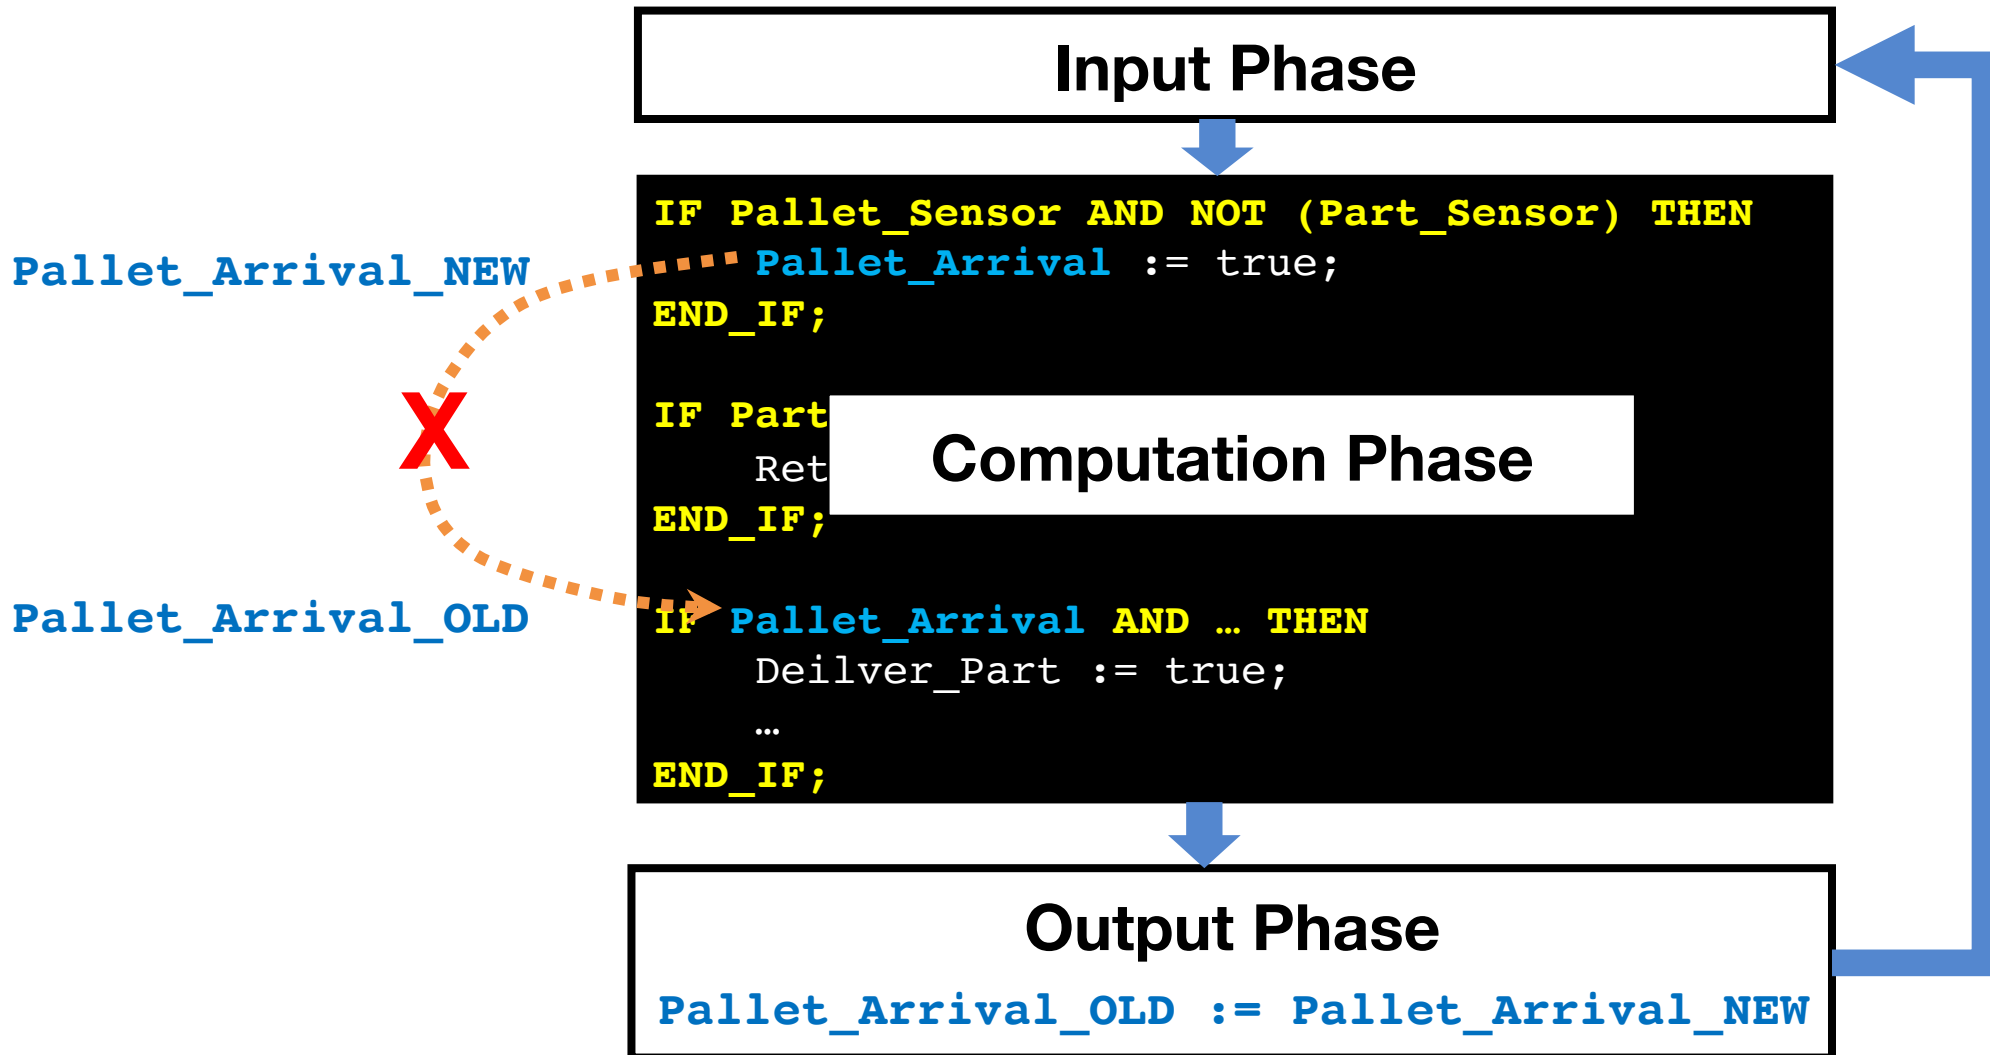 Input Phase
IF Pallet_Sensor AND NOT (Part_Sensor) THEN
Pallet_Arrival_NEW
Pallet_Arrival := true;
END_IF;
IF Part
Ret
Computation Phase
END_IF;
Pallet_Arrival_OLD
IF Pallet_Arrival AND … THEN
Deilver_Part := true;
…
END_IF;
X
Output Phase
Pallet_Arrival_OLD := Pallet_Arrival_NEW